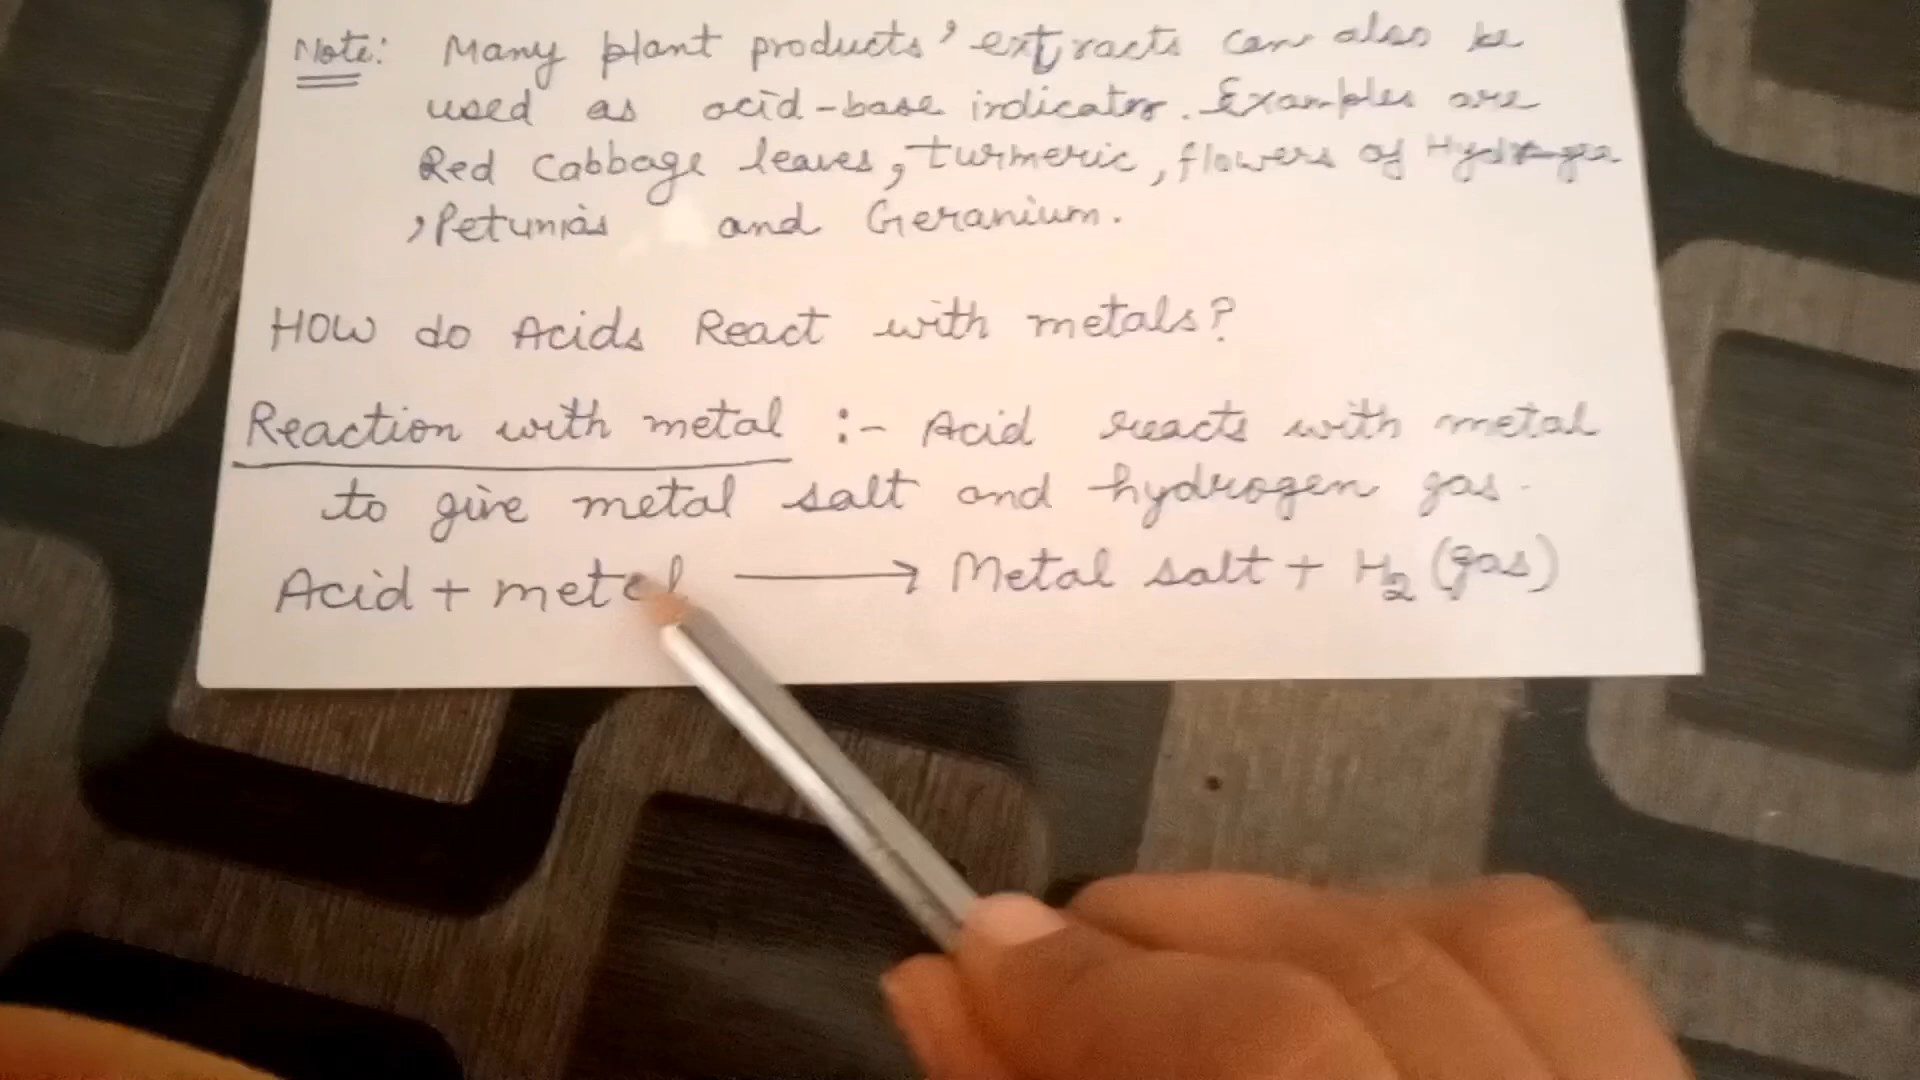 Note: Many plant products' extracts can also be
used as acid-base indicator. Examples are
Red Cabbage leaves, turmeric, flowers of
, Petunias and Geranium.
HOW do Acids React with metals?
Reaction with metal :- Acid reacts with metal
to give metal salt and hydrogen gas.
Acid + metal → Metal salt + H₂ (gas)